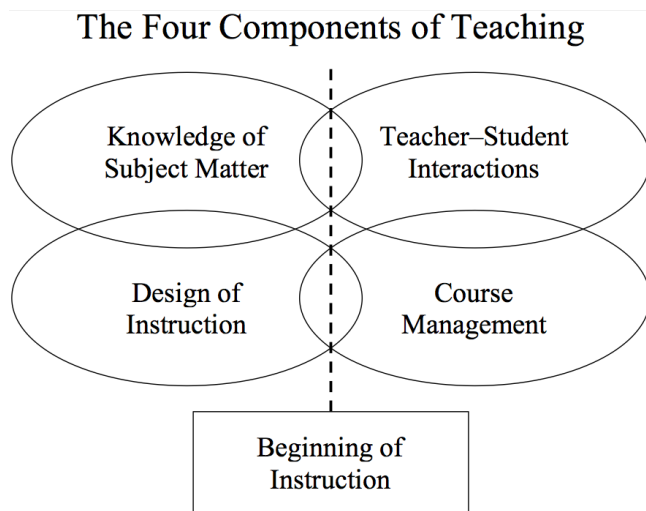 The Four Components of Teaching
Knowledge of
Subject Matter
Teacher–Student
Interactions
Design of
Instruction
Course
Management
Beginning of
Instruction